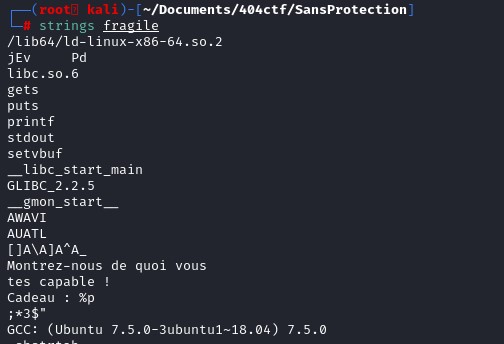 ┌──(root㉿ kali)-[~/Documents/404ctf/SansProtection]
└─# strings fragile
/lib64/ld-linux-x86-64.so.2
jEv     Pd
libc.so.6
gets
puts
printf
stdout
setvbuf
__libc_start_main
GLIBC_2.2.5
__gmon_start__
AWAVI
AUATL
[]A\A]A^A_
Montrez-nous de quoi vous
tes capable !
Cadeau : %p
;*3$"
GCC: (Ubuntu 7.5.0-3ubuntu1~18.04) 7.5.0